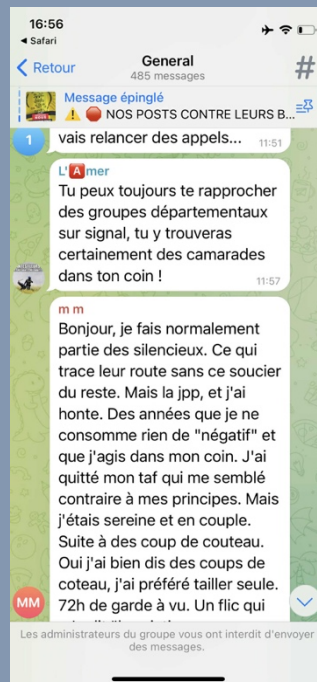 16:56
◄ Safari
Retour
General
485 messages
#
Message épinglé
⚠️ 🛑 NOS POSTS CONTRE LEURS B...
1
vais relancer des appels...
11:51
L'🅰mer
Tu peux toujours te rapprocher
des groupes départementaux
sur signal, tu y trouveras
certainement des camarades
dans ton coin !
11:57
m m
Bonjour, je fais normalement
partie des silencieux. Ce qui
trace leur route sans ce soucier
du reste. Mais la jpp, et j'ai
honte. Des années que je ne
consomme rien de "négatif" et
que j'agis dans mon coin. J'ai
quitté mon taf qui me semblé
contraire à mes principes. Mais
j'étais sereine et en couple.
Suite à des coup de couteau.
Oui j'ai bien dis des coups de
coteau, j'ai préféré tailler seule.
72h de garde à vu. Un flic qui
MM
Les administrateurs du groupe vous ont interdit d'envoyer
des messages.